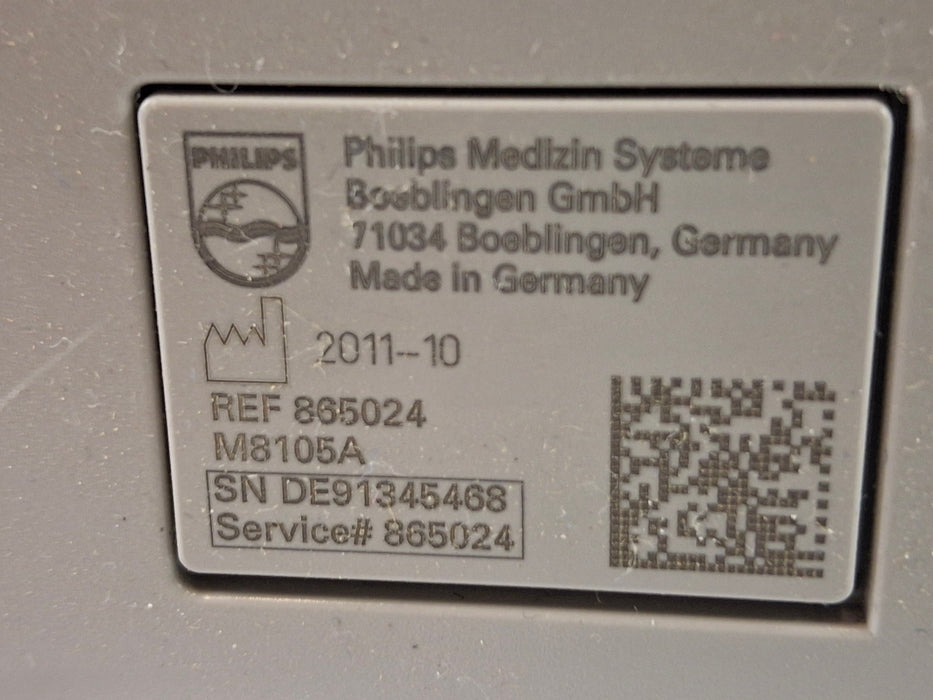 PHILIPS
Philips Medizin Systeme
Boeblingen GmbH
71034 Boeblingen, Germany
Made in Germany
2011-10
REF 865024
M8105A
SN DE91345468
Service# 865024